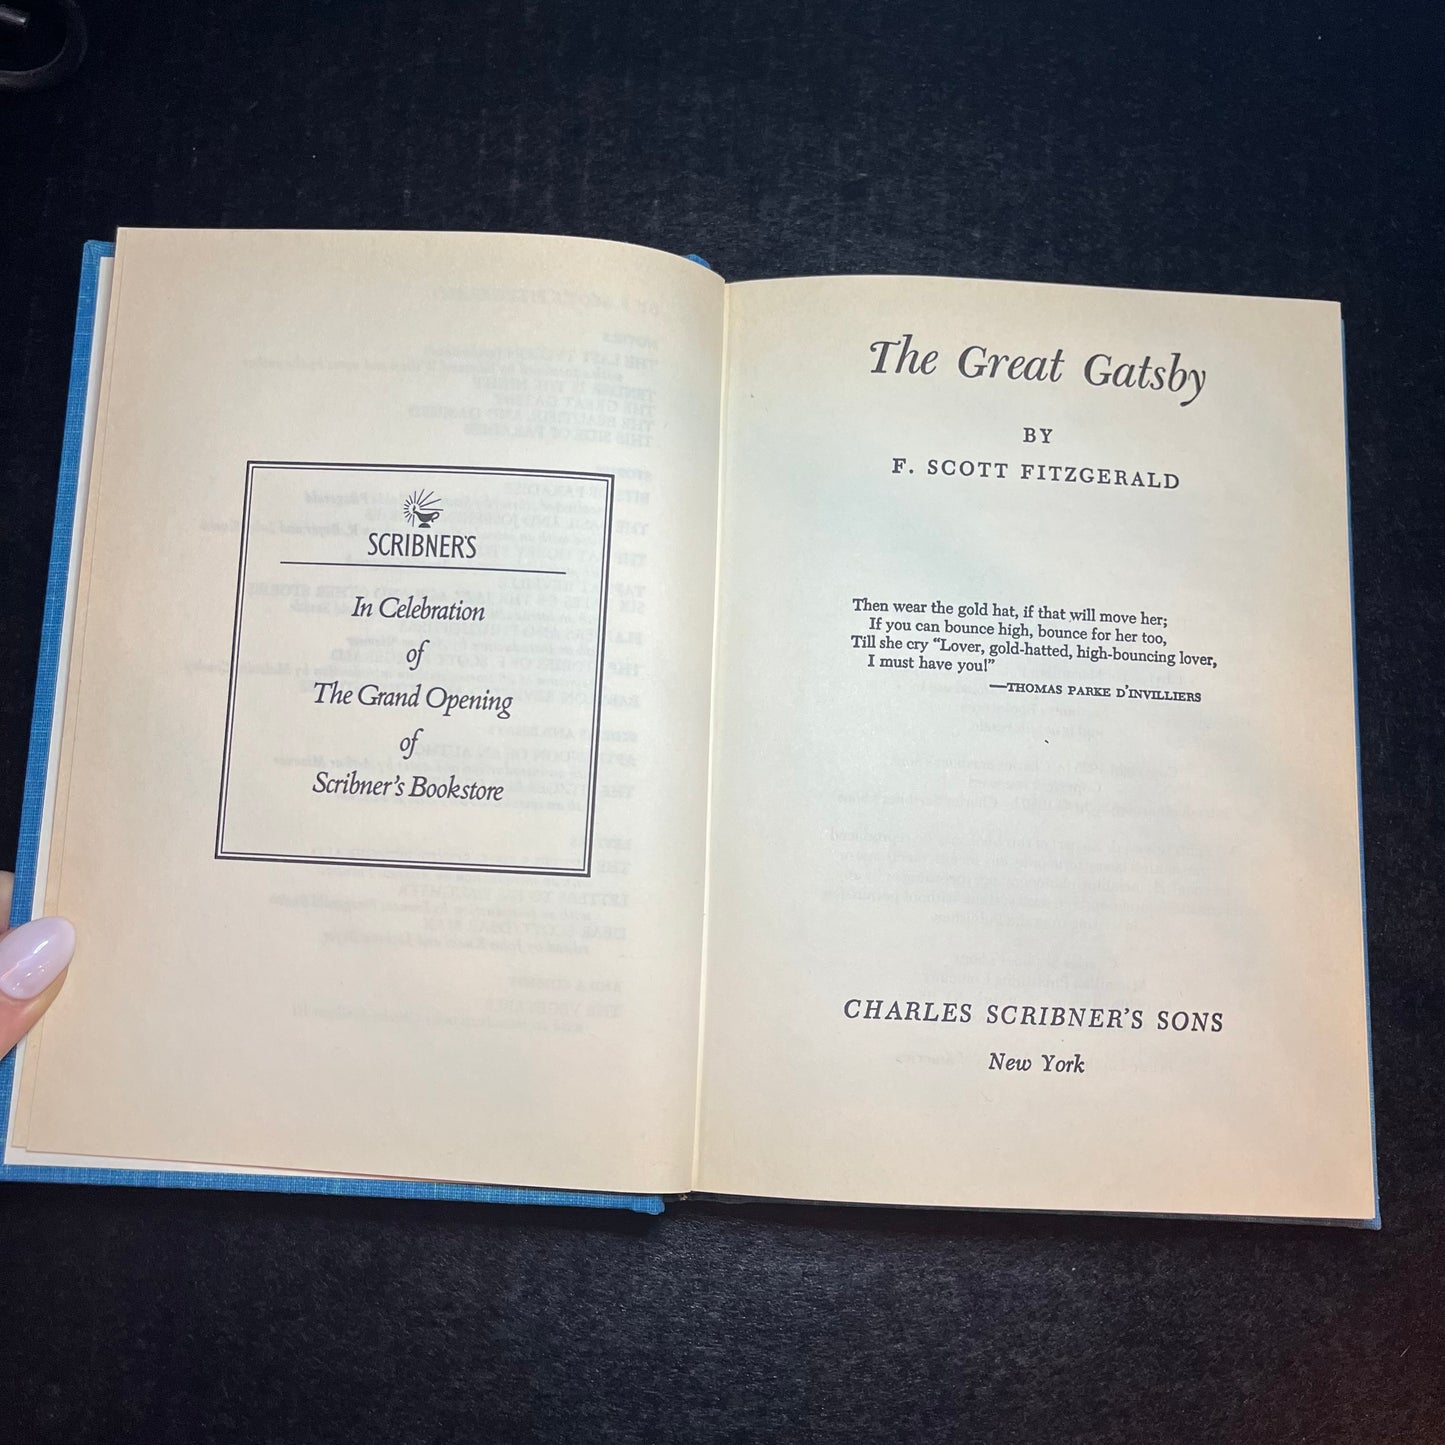 SCRIBNER'S
In Celebration
of
The Grand Opening
of
Scribner's Bookstore
The Great Gatsby
BY
F. SCOTT FITZGERALD
Then wear the gold hat, if that will move her;
If you can bounce high, bounce for her too,
Till she cry “Lover, gold-hatted, high-bouncing lover,
I must have you!”
—THOMAS PARKE D'INVILLIERS
CHARLES SCRIBNER'S SONS
New York